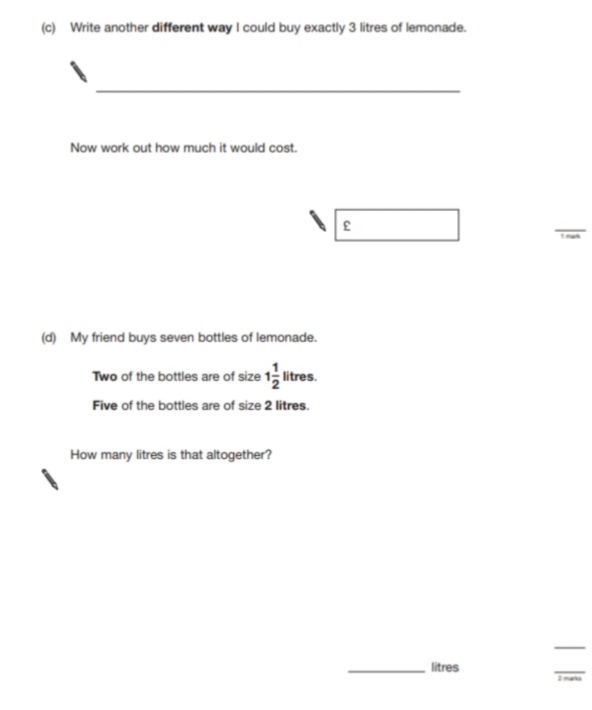 (c) Write another different way I could buy exactly 3 litres of lemonade.
Now work out how much it would cost.
£
1 mark
(d) My friend buys seven bottles of lemonade.
Two of the bottles are of size 1 1/2 litres.
Five of the bottles are of size 2 litres.
How many litres is that altogether?
litres
2 marks